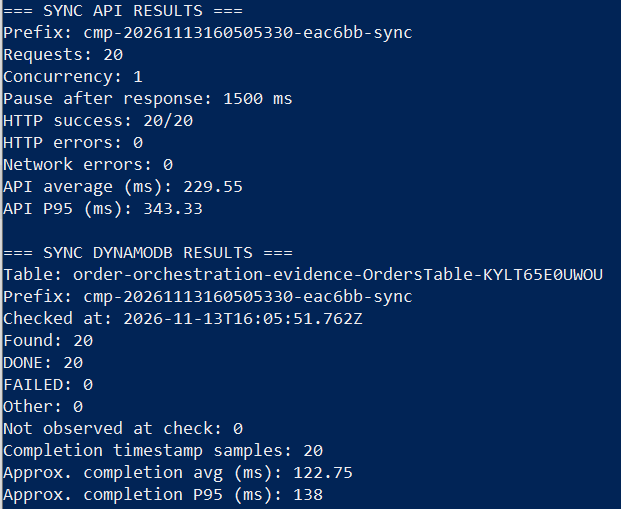 === SYNC API RESULTS ===
Prefix: cmp-20261113160505330-eac6bb-sync
Requests: 20
Concurrency: 1
Pause after response: 1500 ms
HTTP success: 20/20
HTTP errors: 0
Network errors: 0
API average (ms): 229.55
API P95 (ms): 343.33

=== SYNC DYNAMODB RESULTS ===
Table: order-orchestration-evidence-OrdersTable-KYLT65E0UWOU
Prefix: cmp-20261113160505330-eac6bb-sync
Checked at: 2026-11-13T16:05:51.762Z
Found: 20
DONE: 20
FAILED: 0
Other: 0
Not observed at check: 0
Completion timestamp samples: 20
Approx. completion avg (ms): 122.75
Approx. completion P95 (ms): 138